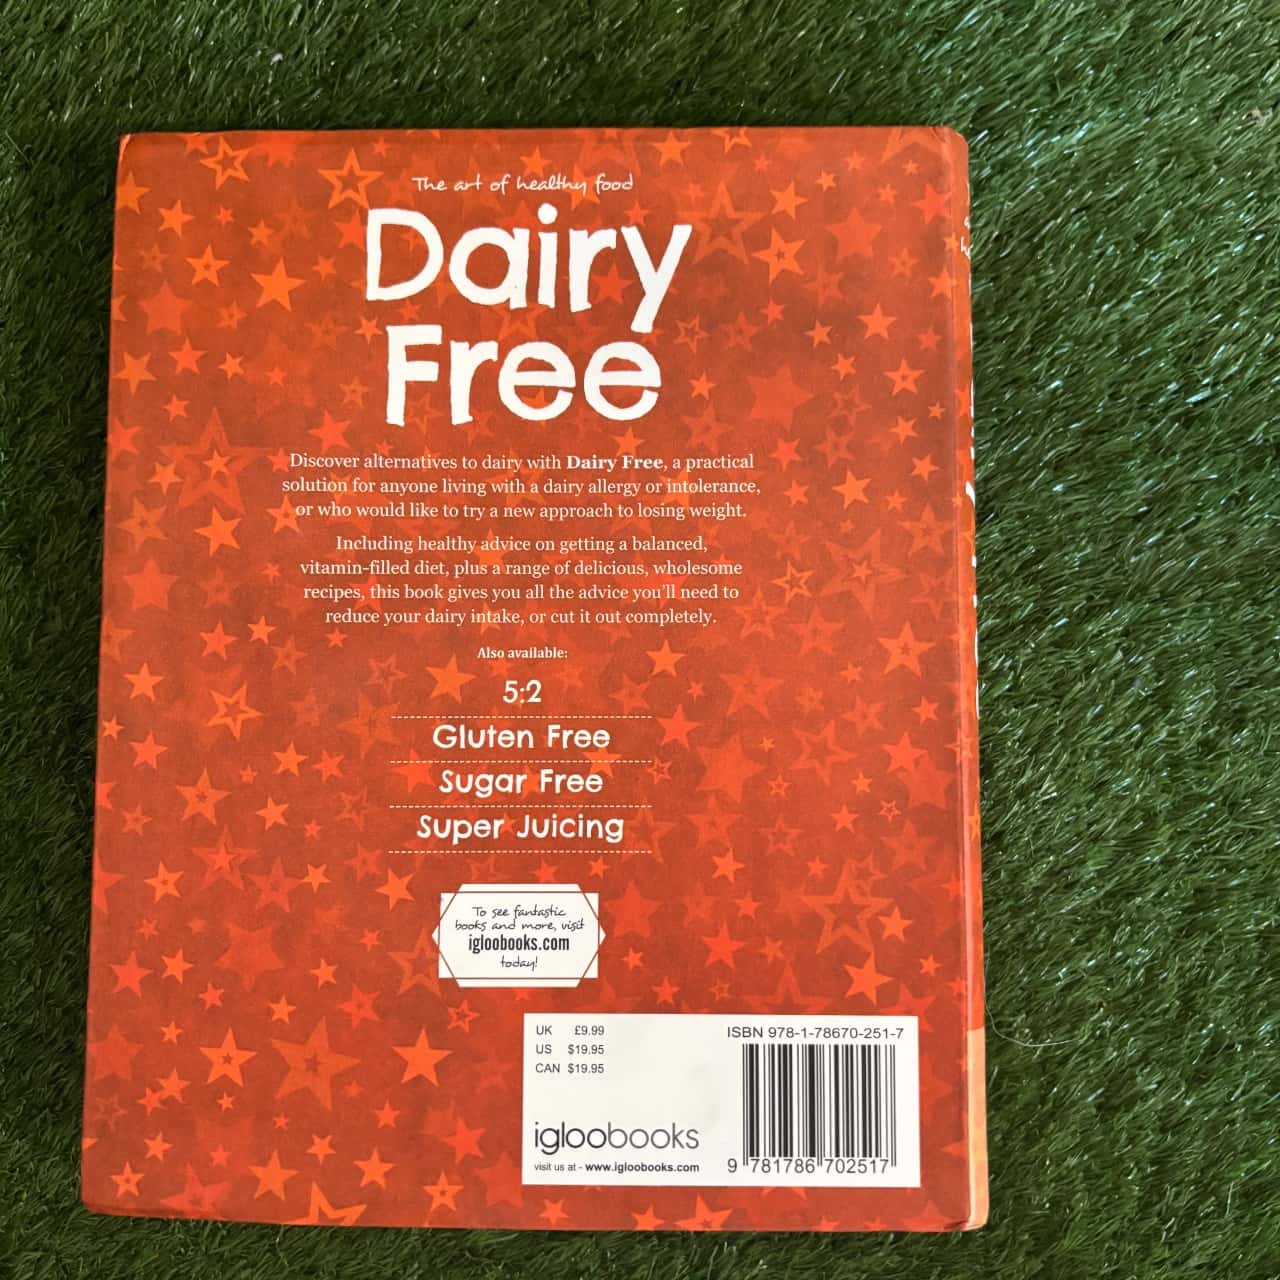 The art of healthy food
Dairy
Free
Discover alternatives to dairy with Dairy Free, a practical
solution for anyone living with a dairy allergy or intolerance,
or who would like to try a new approach to losing weight.
Including healthy advice on getting a balanced,
vitamin-filled diet, plus a range of delicious, wholesome
recipes, this book gives you all the advice you'll need to
reduce your dairy intake, or cut it out completely.
Also available:
5:2
Gluten Free
Sugar Free
Super Juicing
To see fantastic
books and more, visit
igloobooks.com
today!
UK £9.99
US $19.95
CAN $19.95
igloobooks
visit us at - www.igloobooks.com
ISBN 978-1-78670-251-7
9 781786 702517